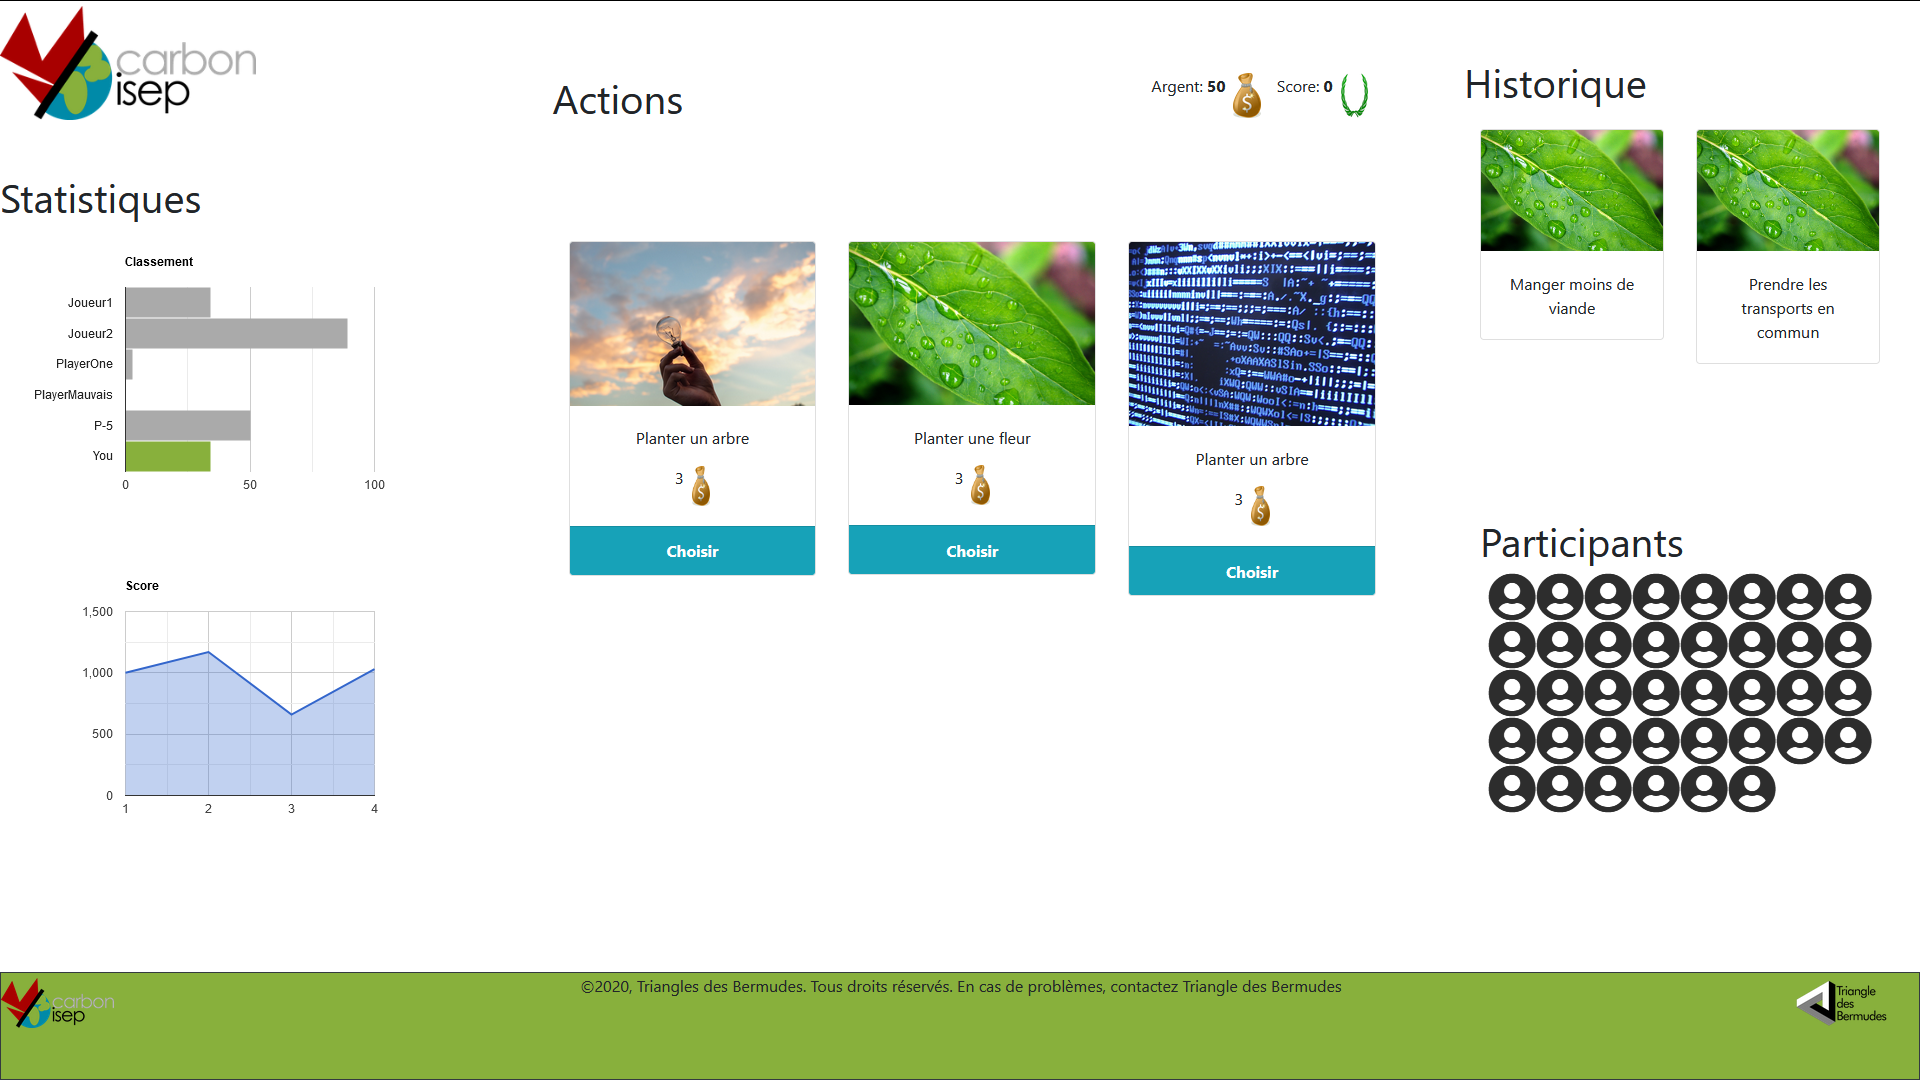 carbon
isep
Statistiques
Classement
Joueur1
Joueur2
PlayerOne
PlayerMauvais
P-5
You
0 50 100
Score
1,500
1,000
500
0
1 2 3 4
Actions
Argent: 50
Score: 0
Planter un arbre
3
Choisir
Planter une fleur
3
Choisir
Planter un arbre
3
Choisir
Historique
Manger moins de
viande
Prendre les
transports en
commun
Participants
carbon
isep
©2020, Triangles des Bermudes. Tous droits réservés. En cas de problèmes, contactez Triangle des Bermudes
Triangle
des
Bermudes